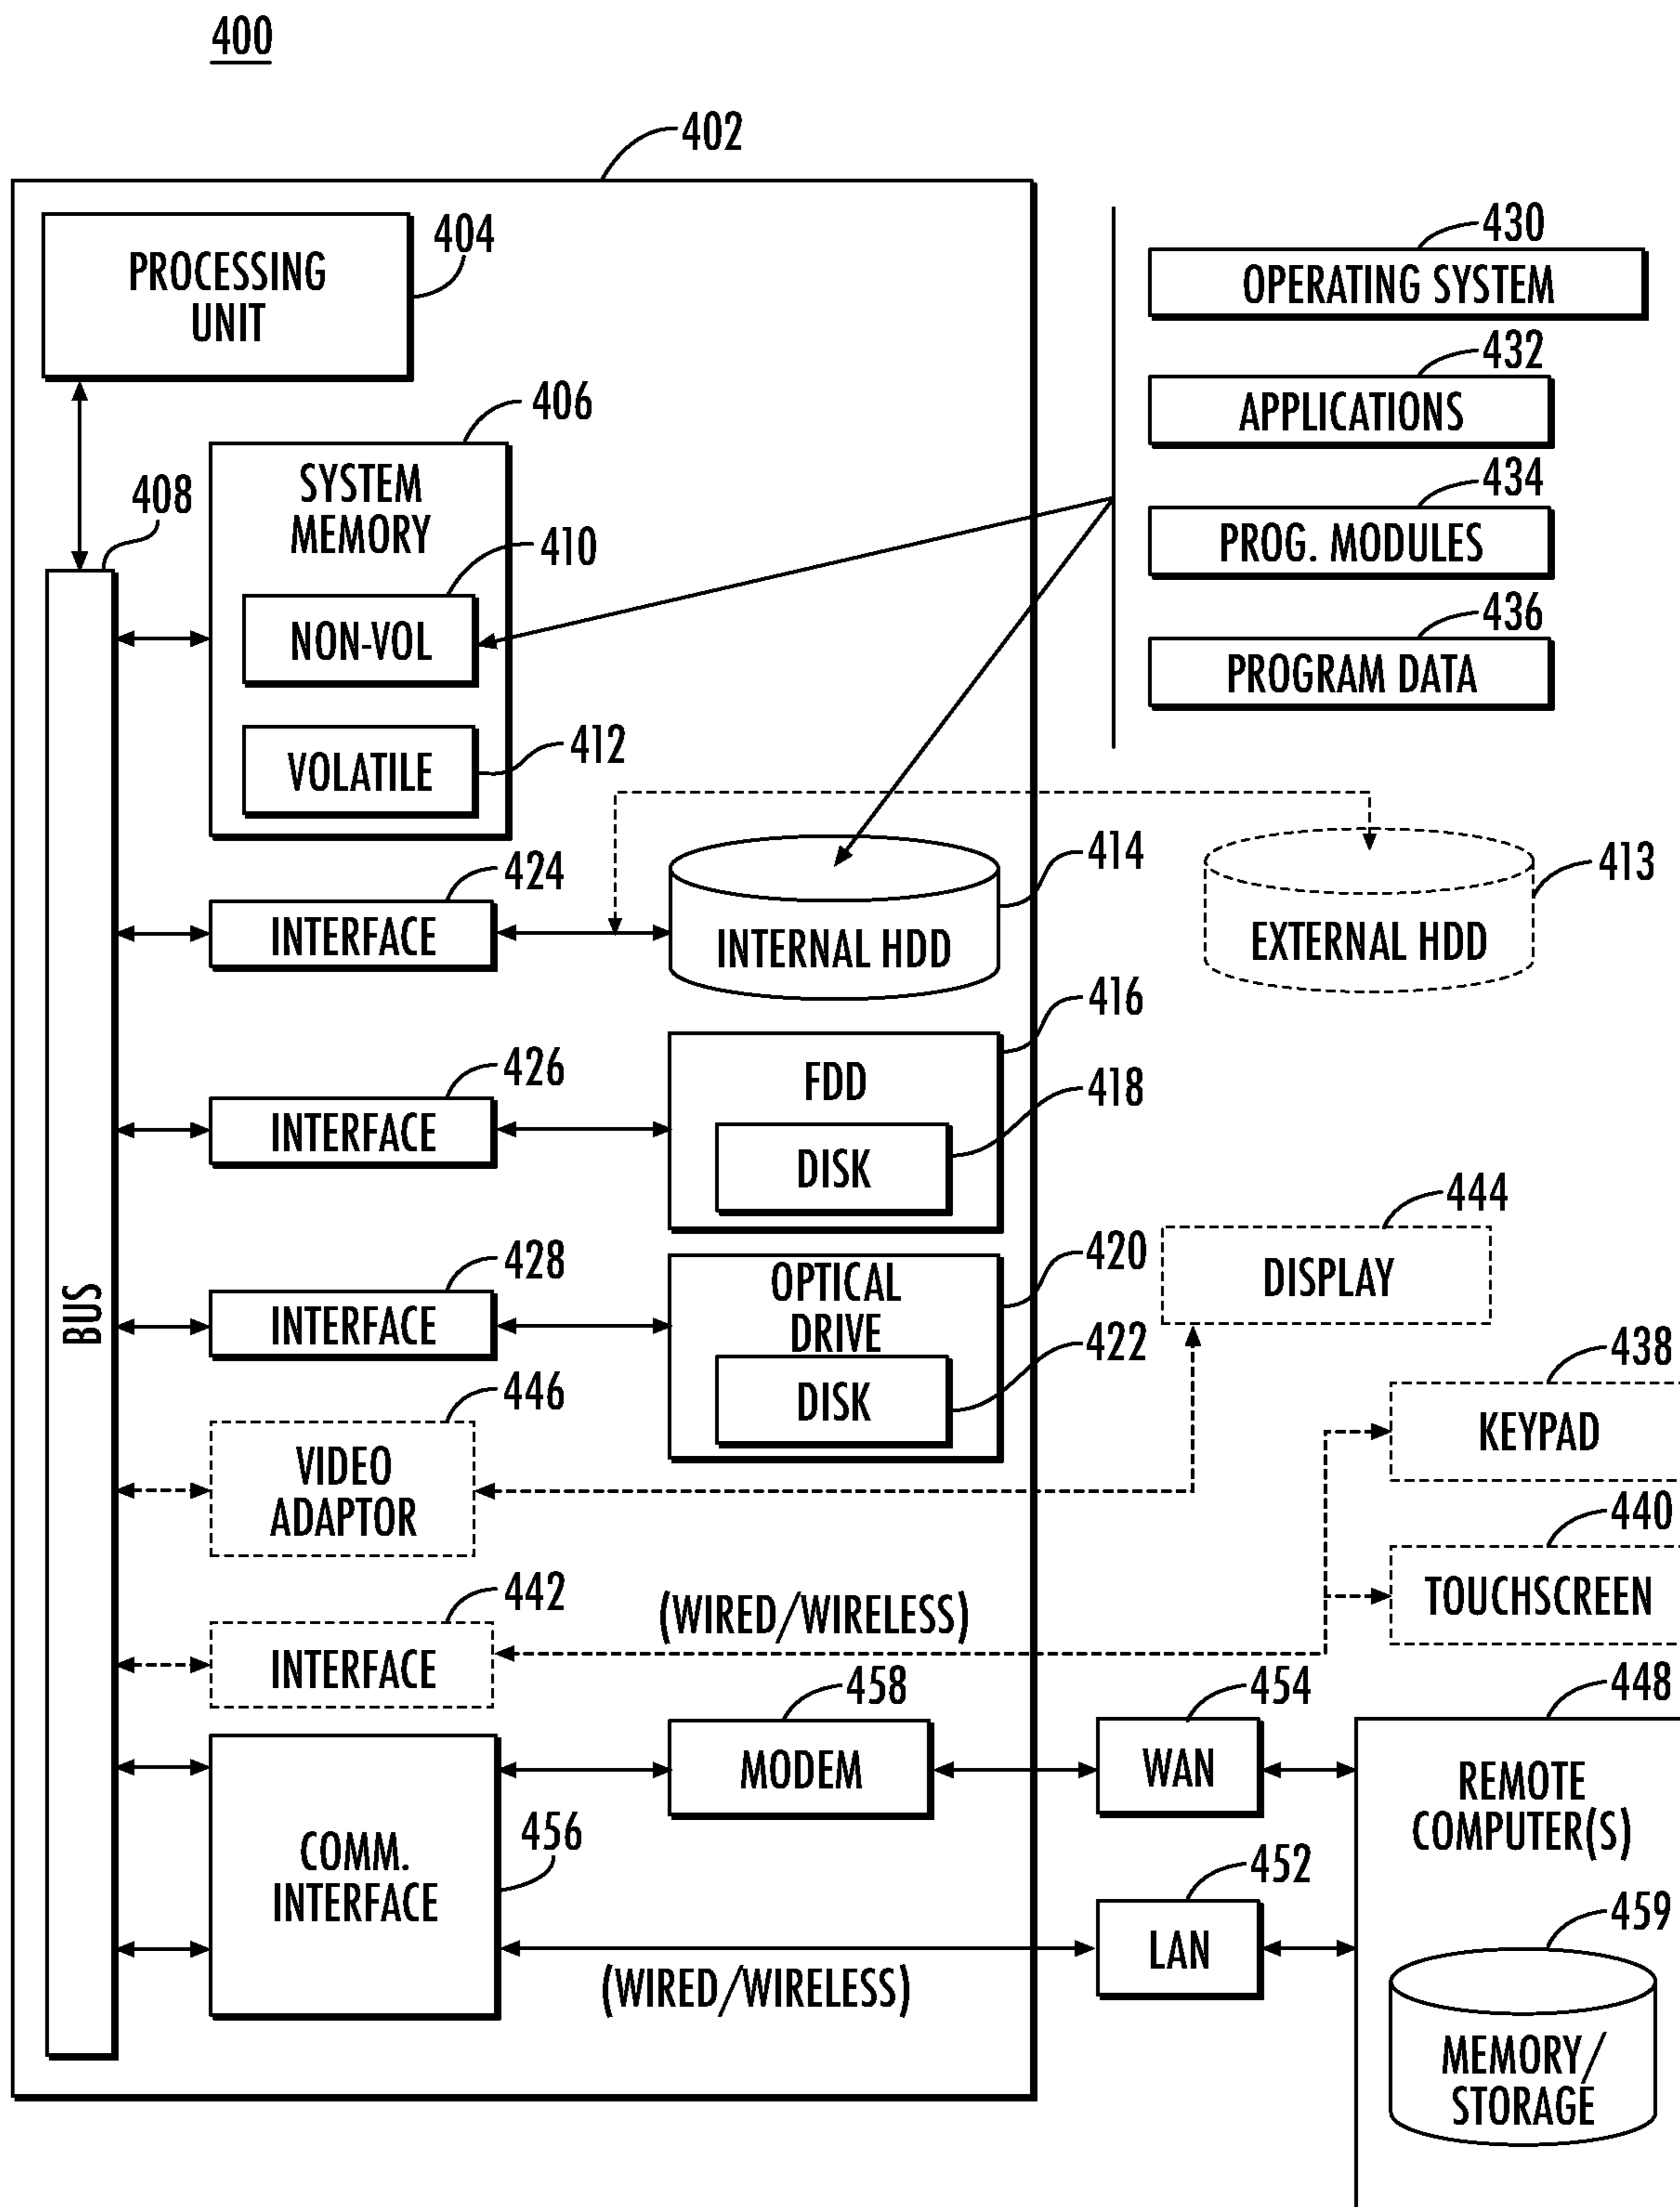 400
402
PROCESSING
UNIT
404
430
OPERATING SYSTEM
432
APPLICATIONS
434
PROG. MODULES
436
PROGRAM DATA
406
SYSTEM
MEMORY
408
410
NON-VOL
412
VOLATILE
424
INTERFACE
414
INTERNAL HDD
413
EXTERNAL HDD
416
FDD
418
DISK
426
INTERFACE
BUS
428
INTERFACE
420
OPTICAL
DRIVE
422
DISK
444
DISPLAY
446
VIDEO
ADAPTOR
438
KEYPAD
440
TOUCHSCREEN
442
INTERFACE
(WIRED/WIRELESS)
458
MODEM
454
WAN
448
REMOTE
COMPUTER(S)
456
COMM.
INTERFACE
452
LAN
(WIRED/WIRELESS)
459
MEMORY/
STORAGE